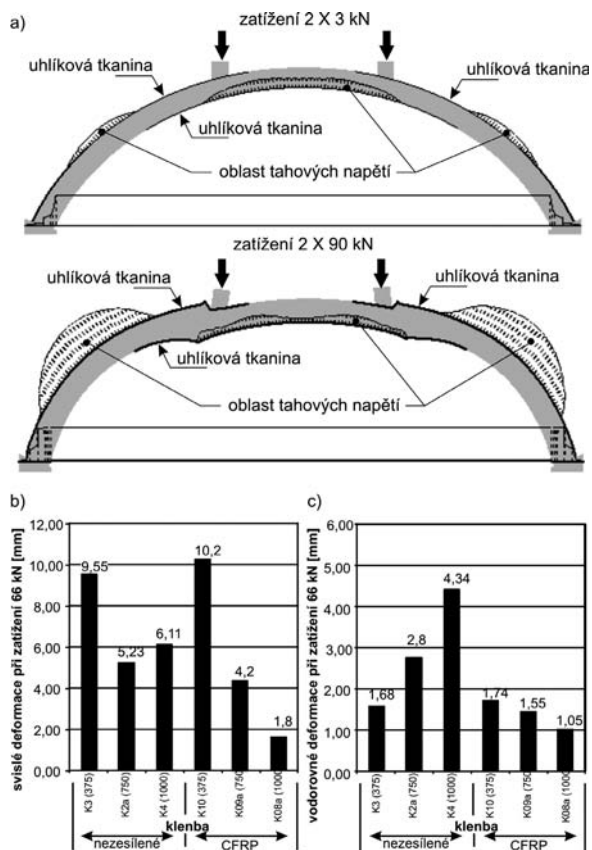 a)
zatížení 2 X 3 kN
uhlíková tkanina
uhlíková tkanina
uhlíková tkanina
oblast tahových napětí
zatížení 2 X 90 kN
uhlíková tkanina
uhlíková tkanina
uhlíková tkanina
oblast tahových napětí
b)
svislé deformace při zatížení 66 kN [mm]
12,00
10,00
8,00
6,00
4,00
2,00
0,00
9,55
5,23
6,11
10,2
4,2
1,8
K3 (375)
K2a (750)
K4 (1000)
K10 (375)
K09a (750
K08a (1000
klenba
nezesílené
CFRP
c)
vodorovné deformace při zatížení 66 kN [mm]
6,00
5,00
4,00
3,00
2,00
1,00
0,00
1,68
2,8
4,34
1,74
1,55
1,05
K3 (375)
K2a (750)
K4 (1000)
K10 (375)
K09a (750)
K08a (1000
klenba
nezesílené
CFRP